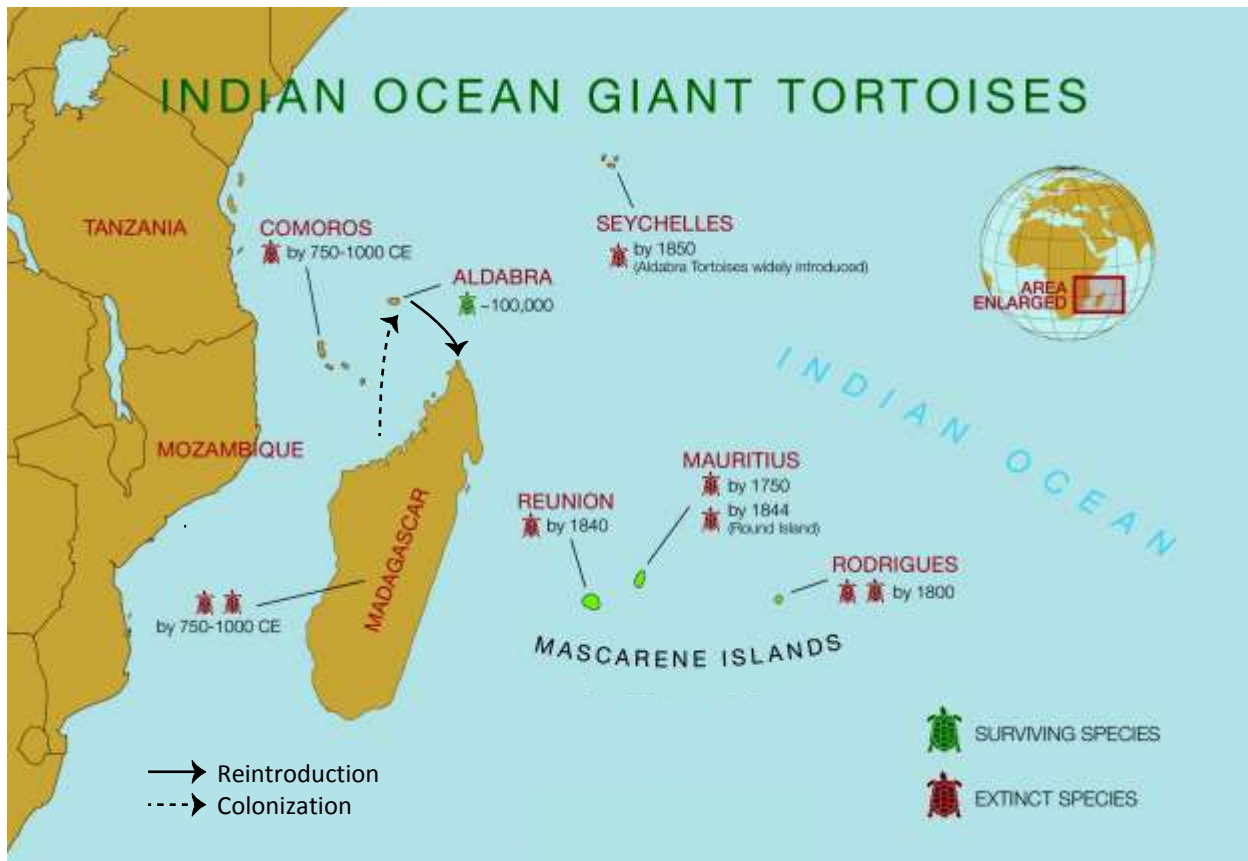 INDIAN OCEAN GIANT TORTOISES
TANZANIA
COMOROS
by 750-1000 CE
ALDABRA
~100,000
SEYCHELLES
by 1850
(Aldabra Tortoises widely introduced)
AREA
ENLARGED
INDIAN OCEAN
MOZAMBIQUE
MADAGASCAR
by 750-1000 CE
REUNION
by 1840
MAURITIUS
by 1750
by 1844
(Round Island)
RODRIGUES
by 1800
MASCARENE ISLANDS
SURVIVING SPECIES
EXTINCT SPECIES
Reintroduction
Colonization